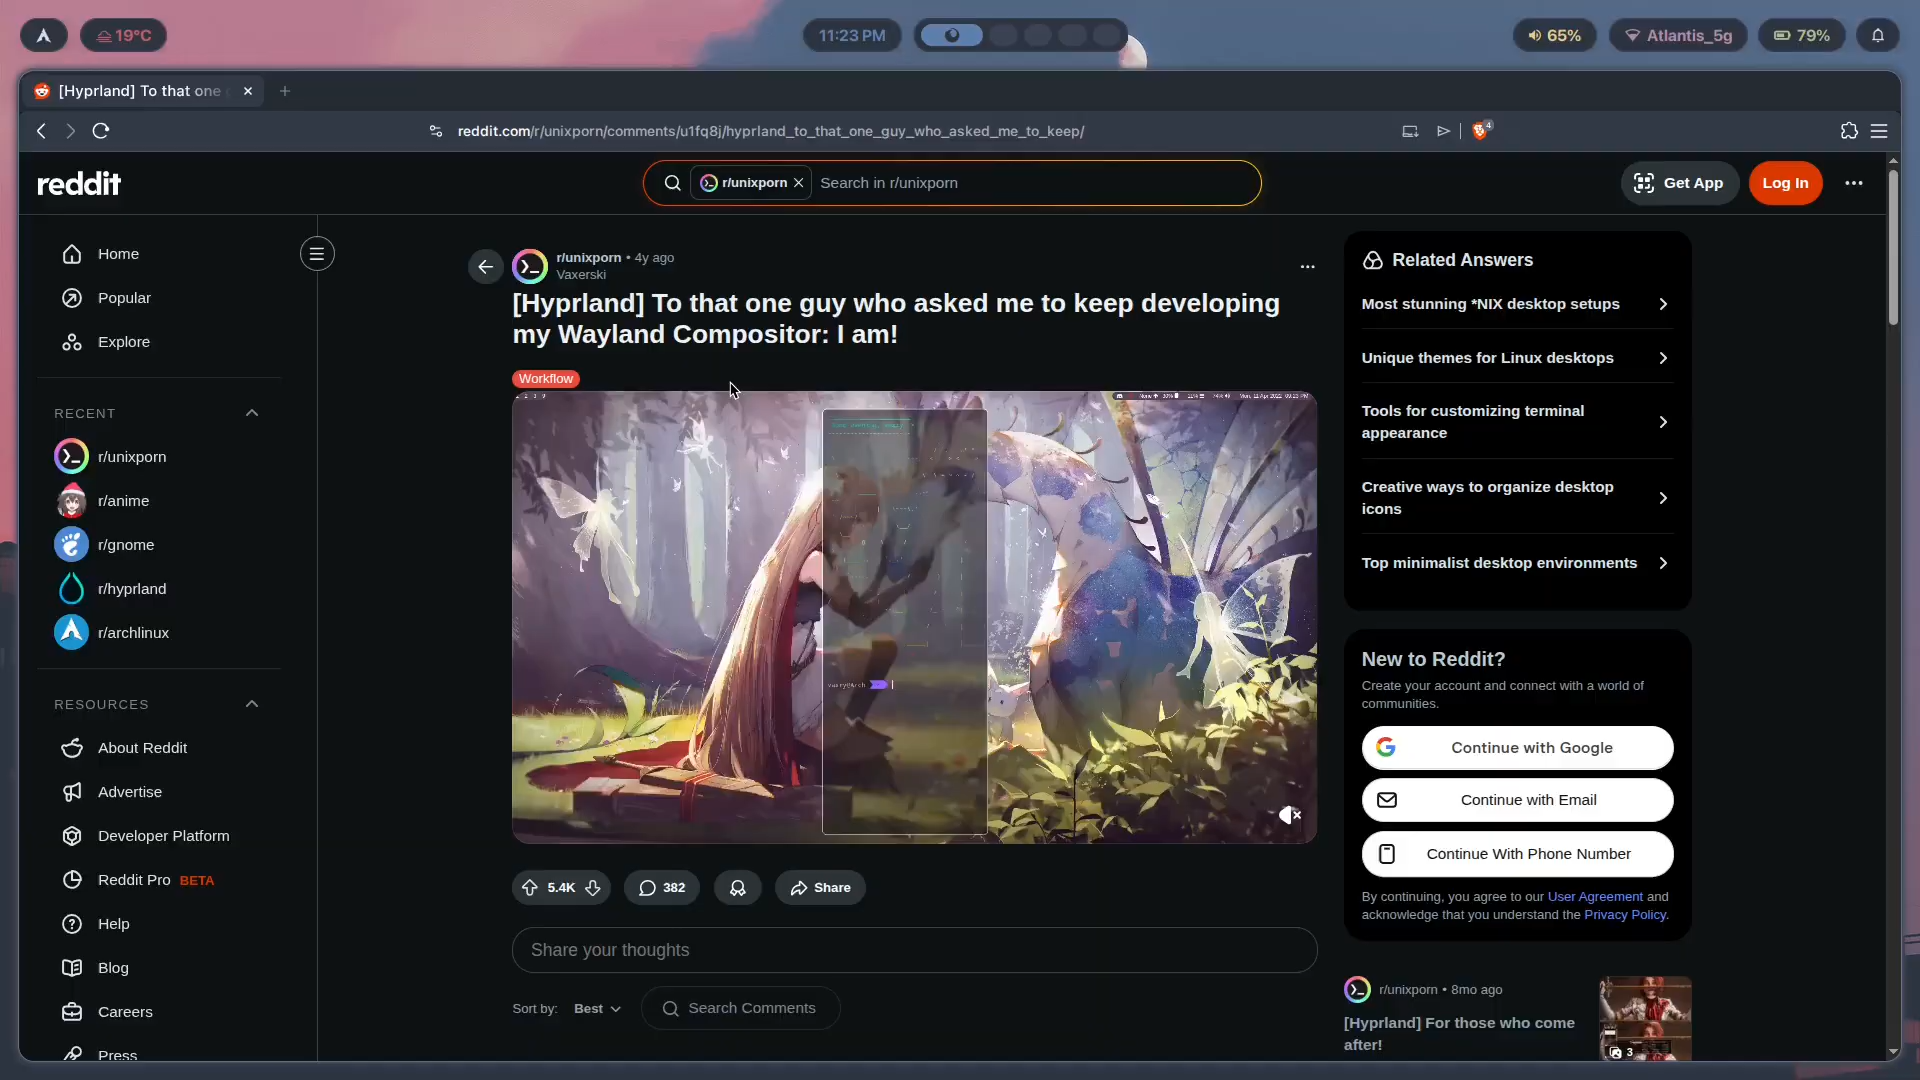 19°C
11:23 PM
65%
Atlantis_5g
79%
[Hyprland] To that one
reddit.com/r/unixporn/comments/u1fq8j/hyprland_to_that_one_guy_who_asked_me_to_keep/
4
reddit
r/unixporn
Search in r/unixporn
Get App
Log In
Home
Popular
Explore
RECENT
r/unixporn
r/anime
r/gnome
r/hyprland
r/archlinux
RESOURCES
About Reddit
Advertise
Developer Platform
Reddit Pro BETA
Help
Blog
Careers
Press
r/unixporn • 4y ago
Vaxerski
[Hyprland] To that one guy who asked me to keep developing
my Wayland Compositor: I am!
Workflow
5.4K
382
Share
Share your thoughts
Sort by: Best
Search Comments
Related Answers
Most stunning *NIX desktop setups
Unique themes for Linux desktops
Tools for customizing terminal
appearance
Creative ways to organize desktop
icons
Top minimalist desktop environments
New to Reddit?
Create your account and connect with a world of
communities.
Continue with Google
Continue with Email
Continue With Phone Number
By continuing, you agree to our User Agreement and
acknowledge that you understand the Privacy Policy.
r/unixporn • 8mo ago
[Hyprland] For those who come
after!
3